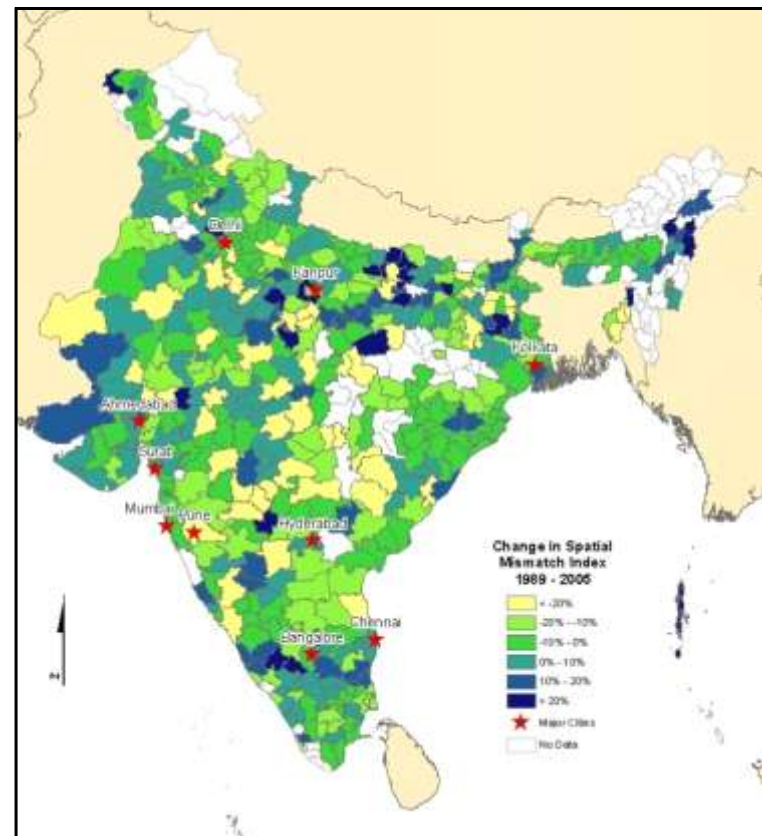 Delhi
Kanpur
Kolkata
Ahmedabad
Surat
Mumbai
Pune
Hyderabad
Change in Spatial
Mismatch Index
1989 - 2005
< -20%
-20% - -10%
-10% - 0%
0% - 10%
10% - 20%
> 20%
Major Cities
No Data
Chennai
Bangalore
N